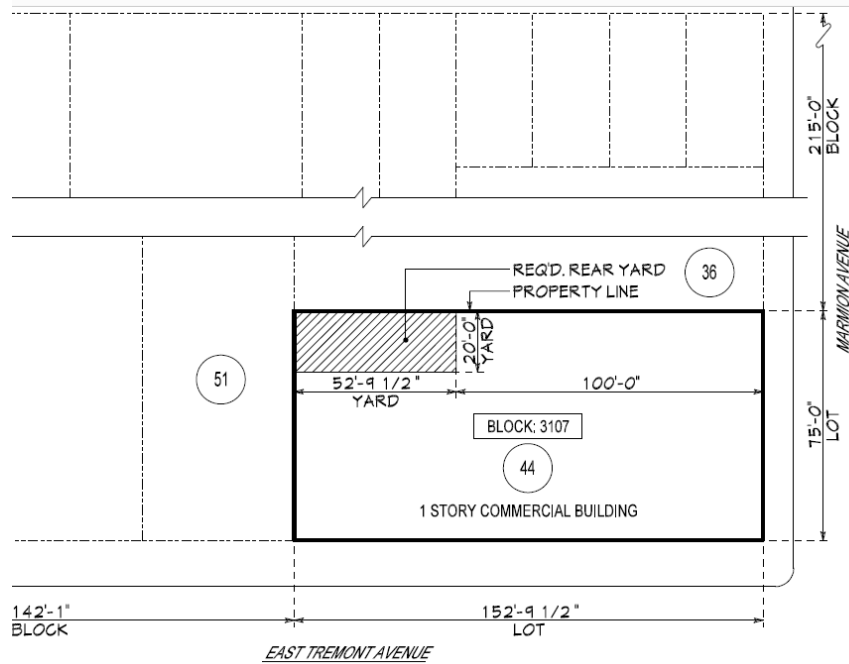 215'-0"
BLOCK
MARMION AVENUE
REQ'D. REAR YARD
36
PROPERTY LINE
20'-0"
YARD
51
52'-9 1/2"
YARD
100'-0"
75'-0"
LOT
BLOCK: 3107
44
1 STORY COMMERCIAL BUILDING
142'-1"
BLOCK
152'-9 1/2"
LOT
EAST TREMONT AVENUE